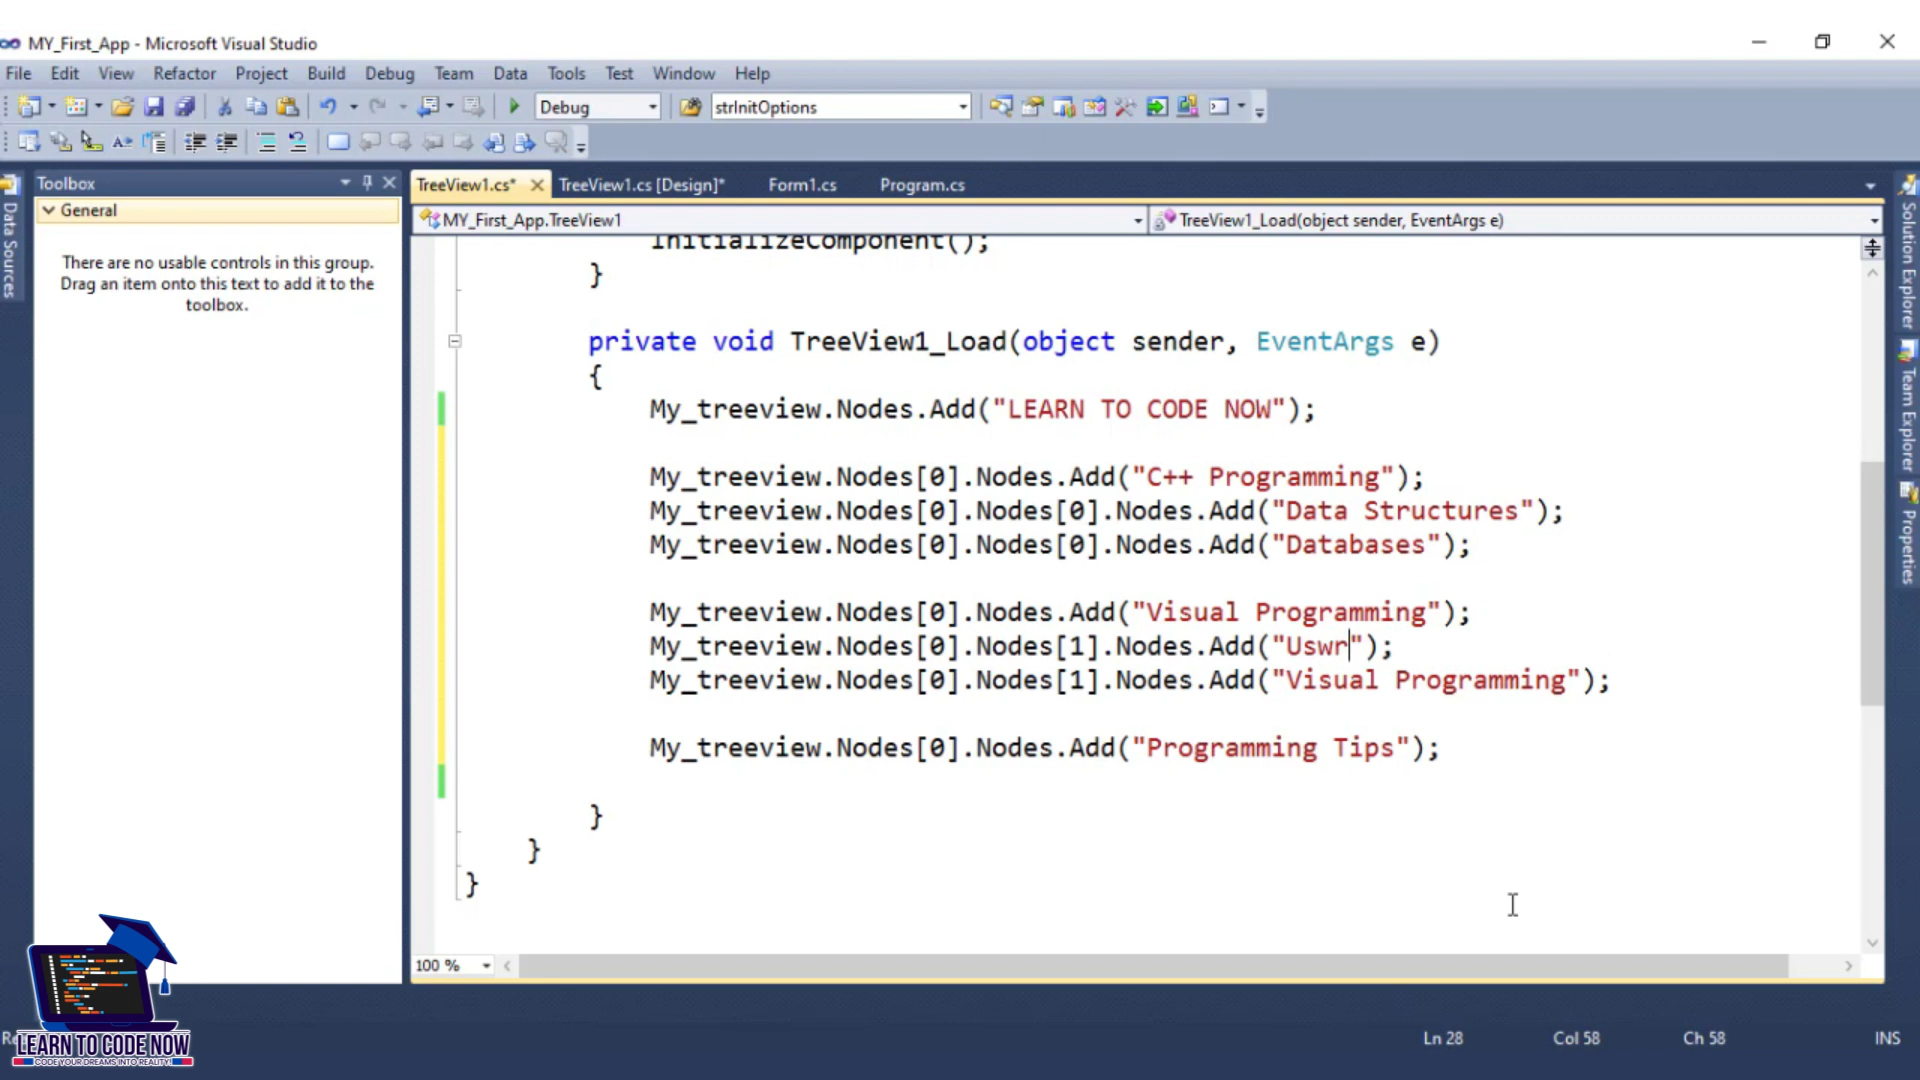 MY_First_App - Microsoft Visual Studio
File Edit View Refactor Project Build Debug Team Data Tools Test Window Help
Debug strInitOptions
Toolbox
General
There are no usable controls in this group.
Drag an item onto this text to add it to the
toolbox.
Data Sources
TreeView1.cs* TreeView1.cs [Design]* Form1.cs Program.cs
MY_First_App.TreeView1 TreeView1_Load(object sender, EventArgs e)
InitializeComponent();
}
private void TreeView1_Load(object sender, EventArgs e)
{
My_treeview.Nodes.Add("LEARN TO CODE NOW");
My_treeview.Nodes[0].Nodes.Add("C++ Programming");
My_treeview.Nodes[0].Nodes[0].Nodes.Add("Data Structures");
My_treeview.Nodes[0].Nodes[0].Nodes.Add("Databases");
My_treeview.Nodes[0].Nodes.Add("Visual Programming");
My_treeview.Nodes[0].Nodes[1].Nodes.Add("Uswr");
My_treeview.Nodes[0].Nodes[1].Nodes.Add("Visual Programming");
My_treeview.Nodes[0].Nodes.Add("Programming Tips");
}
}
}
100 %
Solution Explorer
Team Explorer
Properties
Ln 28 Col 58 Ch 58 INS
LEARN TO CODE NOW
CODE YOUR DREAMS INTO REALITY!